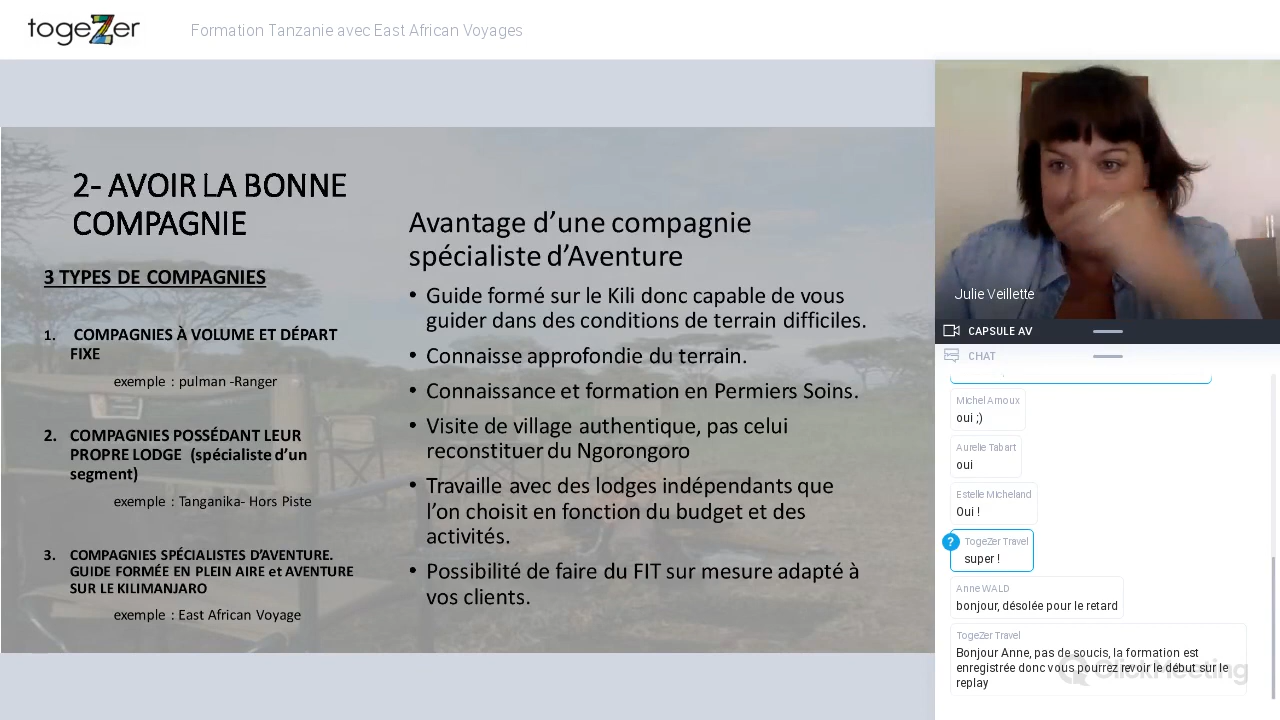 togeZer
Formation Tanzanie avec East African Voyages
2- AVOIR LA BONNE
COMPAGNIE
3 TYPES DE COMPAGNIES
1. COMPAGNIES À VOLUME ET DÉPART
FIXE
exemple : pulman -Ranger
2. COMPAGNIES POSSÉDANT LEUR
PROPRE LODGE (spécialiste d'un
segment)
exemple : Tanganika- Hors Piste
3. COMPAGNIES SPÉCIALISTES D'AVENTURE.
GUIDE FORMÉE EN PLEIN AIRE et AVENTURE
SUR LE KILIMANJARO
exemple : East African Voyage
Avantage d'une compagnie
spécialiste d'Aventure
• Guide formé sur le Kili donc capable de vous
guider dans des conditions de terrain difficiles.
• Connaisse approfondie du terrain.
• Connaissance et formation en Permiers Soins.
• Visite de village authentique, pas celui
reconstituer du Ngorongoro
• Travaille avec des lodges indépendants que
l'on choisit en fonction du budget et des
activités.
• Possibilité de faire du FIT sur mesure adapté à
vos clients.
Julie Veillette
CAPSULE AV
CHAT
Michel Arnoux
oui ;)
Aurelie Tabart
oui
Estelle Micheland
Oui !
? TogeZer Travel
super !
Anne WALD
bonjour, désolée pour le retard
TogeZer Travel
Bonjour Anne, pas de soucis, la formation est
enregistrée donc vous pourrez revoir le début sur le
replay
ClickMeeting